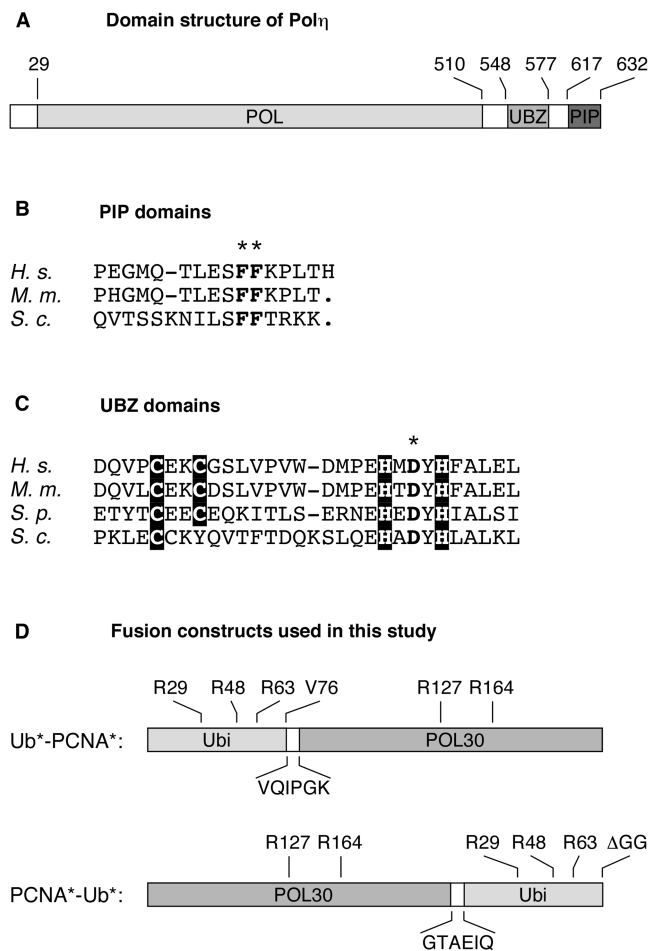 A Domain structure of Polη
29 510 548 577 617 632
POL UBZ PIP
B PIP domains
**
H. s. PEGMQ-TLESFFKPLTH
M. m. PHGMQ-TLESFFKPLT.
S. c. QVTSSKNILSFFTRKK.
C UBZ domains
*
H. s. DQVPCEKCGSLVPVW-DMPEHMDYHFALEL
M. m. DQVLCEKCDSLVPVW-DMPEHTDYHFALEL
S. p. ETYTCEECEQKITLS-ERNEHEDYHIALSI
S. c. PKLECCKYQVTFTDQKSLQEHADYHLALKL
D Fusion constructs used in this study
R29 R48 R63 V76 R127 R164
Ub*-PCNA*: Ubi POL30
VQIPGK
R127 R164 R29 R48 R63 ΔGG
PCNA*-Ub*: POL30 Ubi
GTAEIQ